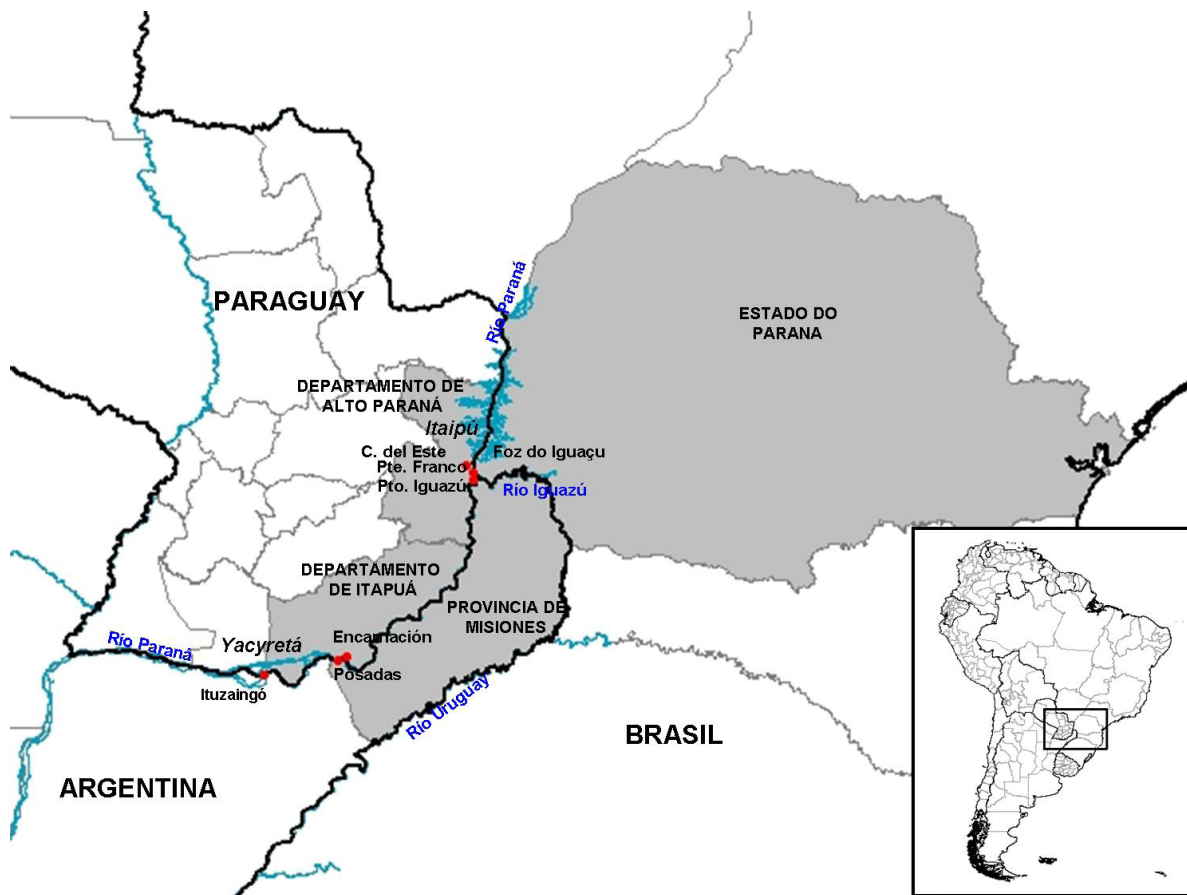 Río Paraná
PARAGUAY
ESTADO DO
PARANA
DEPARTAMENTO DE
ALTO PARANÁ
Itaipú
C. del Este
Foz do Iguaçu
Pte. Franco
Pto. Iguazú
Río Iguazú
DEPARTAMENTO
DE ITAPUÁ
PROVINCIA DE
MISIONES
Encarnación
Río Paraná
Yacyretá
Posadas
Ituzaingó
Río Uruguay
BRASIL
ARGENTINA